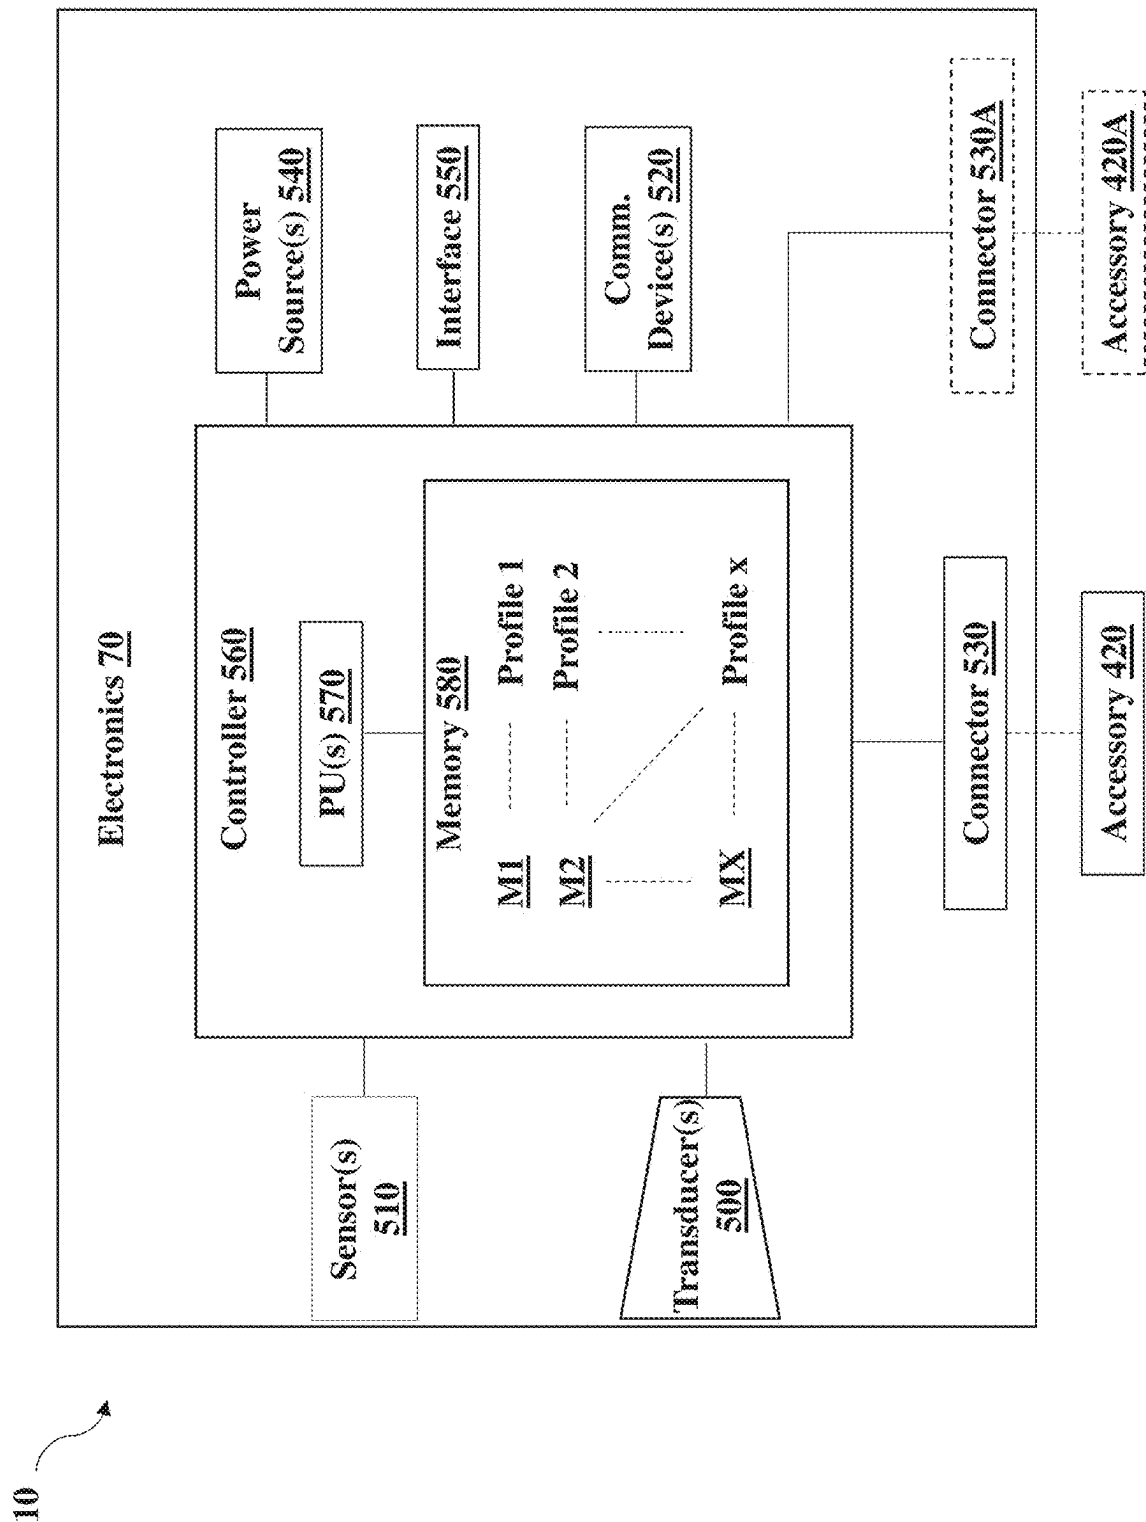 10
Electronics 70
Controller 560
PU(s) 570
Memory 580
M1
Profile 1
M2
Profile 2
MX
Profile x
Sensor(s)
510
Transducer(s)
500
Power
Source(s) 540
Interface 550
Comm.
Device(s) 520
Connector 530
Connector 530A
Accessory 420
Accessory 420A